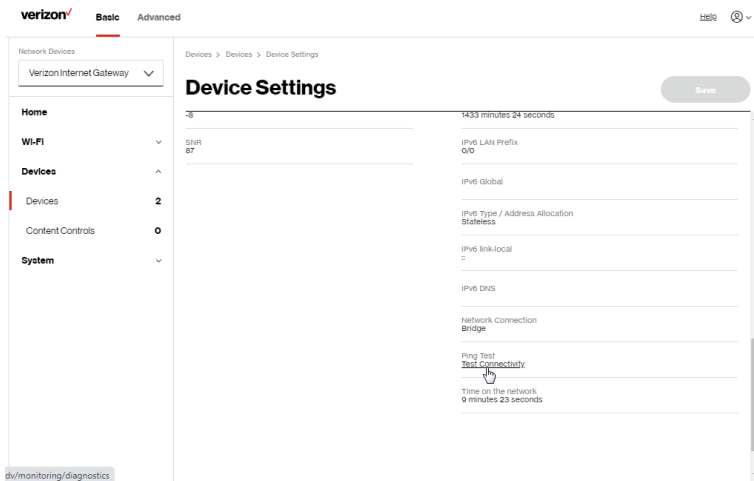 verizon✓ Basic Advanced Help
Network Devices
Verizon Internet Gateway
Home
Wi-Fi
Devices
Devices 2
Content Controls 0
System
Devices > Devices > Device Settings
Device Settings
Save
-8
SNR
87
1433 minutes 24 seconds
IPv6 LAN Prefix
0/0
IPv6 Global
IPv6 Type / Address Allocation
Stateless
IPv6 link-local
::
IPv6 DNS
Network Connection
Bridge
Ping Test
Test Connectivity
Time on the network
9 minutes 23 seconds
dv/monitoring/diagnostics